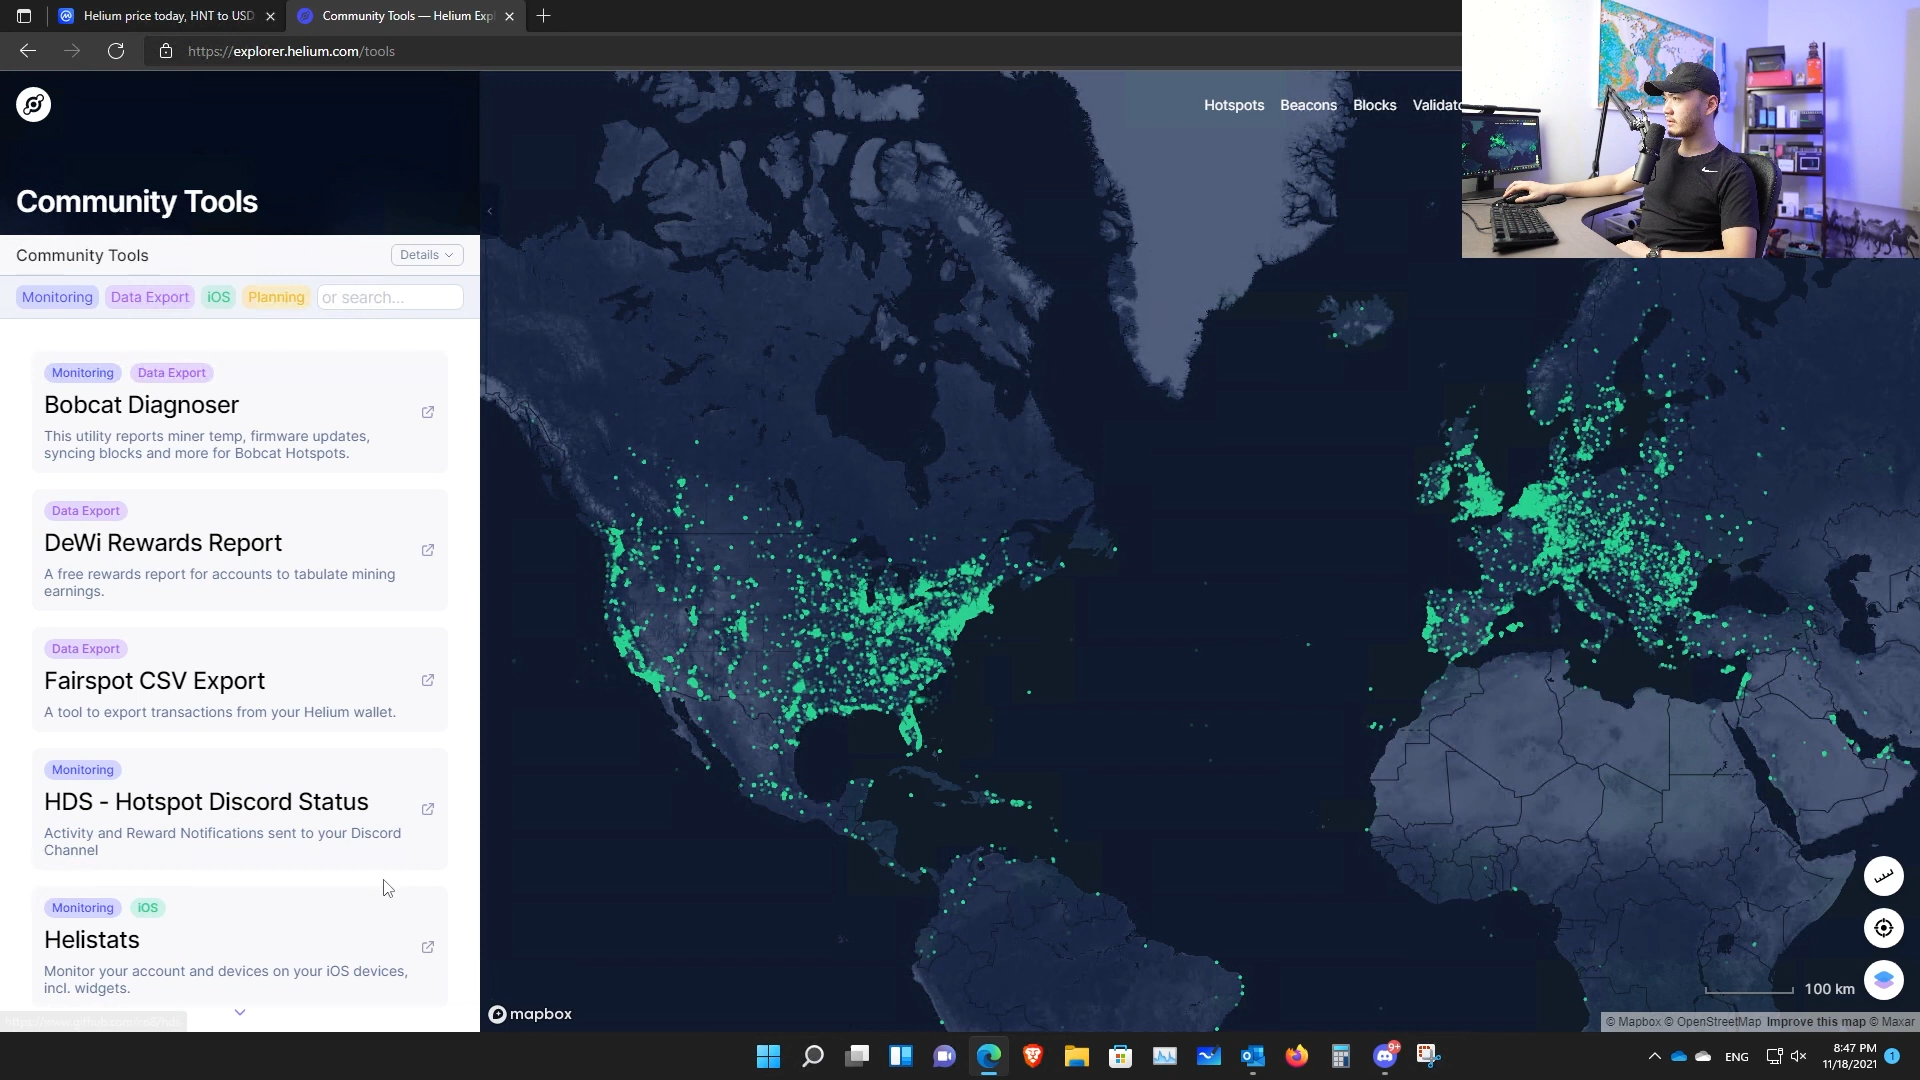 Helium price today, HNT to USD
Community Tools — Helium Exp
https://explorer.helium.com/tools
Hotspots Beacons Blocks Validato
Community Tools
Community Tools
Details
Monitoring Data Export iOS Planning or search...
Monitoring Data Export
Bobcat Diagnoser
This utility reports miner temp, firmware updates,
syncing blocks and more for Bobcat Hotspots.
Data Export
DeWi Rewards Report
A free rewards report for accounts to tabulate mining
earnings.
Data Export
Fairspot CSV Export
A tool to export transactions from your Helium wallet.
Monitoring
HDS - Hotspot Discord Status
Activity and Reward Notifications sent to your Discord
Channel
Monitoring iOS
Helistats
Monitor your account and devices on your iOS devices,
incl. widgets.
mapbox
100 km
© Mapbox © OpenStreetMap Improve this map © Maxar
9+
ENG
8:47 PM
11/18/2021
1